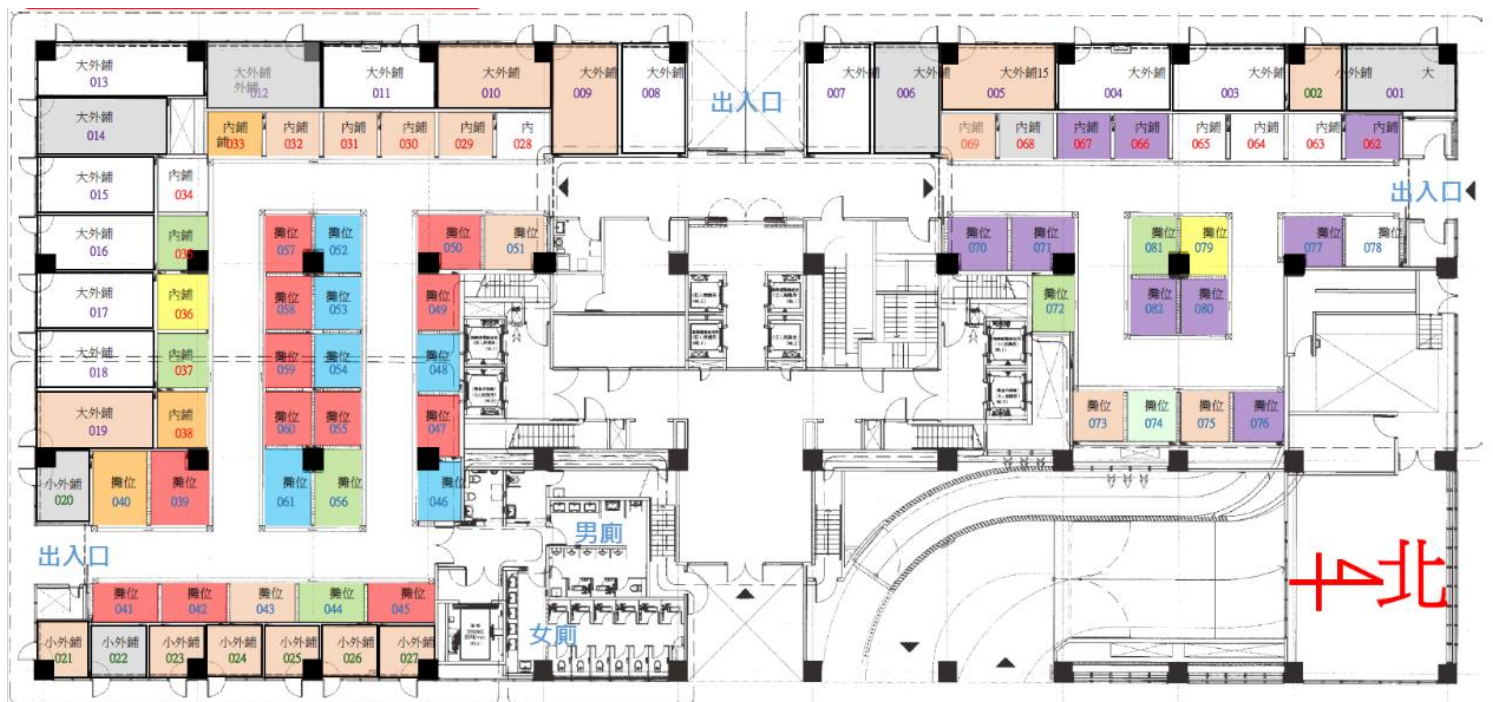 大外鋪
013
大外鋪
外鋪
012
大外鋪
011
大外鋪
010
大外鋪
009
大外鋪
008
出入口
大外鋪
007
大外鋪
006
大外鋪15
005
大外鋪
004
大外鋪
003
小外鋪
002
大
001
大外鋪
014
內鋪
鋪
033
內鋪
032
內鋪
031
內鋪
030
內鋪
029
內
028
內鋪
069
內鋪
068
內鋪
067
內鋪
066
內鋪
065
內鋪
064
內鋪
063
內鋪
062
大外鋪
015
內鋪
034
出入口
大外鋪
016
內鋪
035
攤位
057
攤位
052
攤位
050
攤位
051
攤位
070
攤位
071
攤位
081
攤位
079
攤位
077
攤位
078
大外鋪
017
內鋪
036
攤位
058
攤位
053
攤位
049
攤位
072
攤位
082
攤位
080
大外鋪
018
內鋪
037
攤位
059
攤位
054
攤位
048
大外鋪
019
內鋪
038
攤位
060
攤位
055
攤位
047
攤位
073
攤位
074
攤位
075
攤位
076
小外鋪
020
攤位
040
攤位
039
攤位
061
攤位
056
攤位
046
男廁
出入口
北
攤位
041
攤位
042
攤位
043
攤位
044
攤位
045
女廁
小外鋪
021
小外鋪
022
小外鋪
023
小外鋪
024
小外鋪
025
小外鋪
026
小外鋪
027